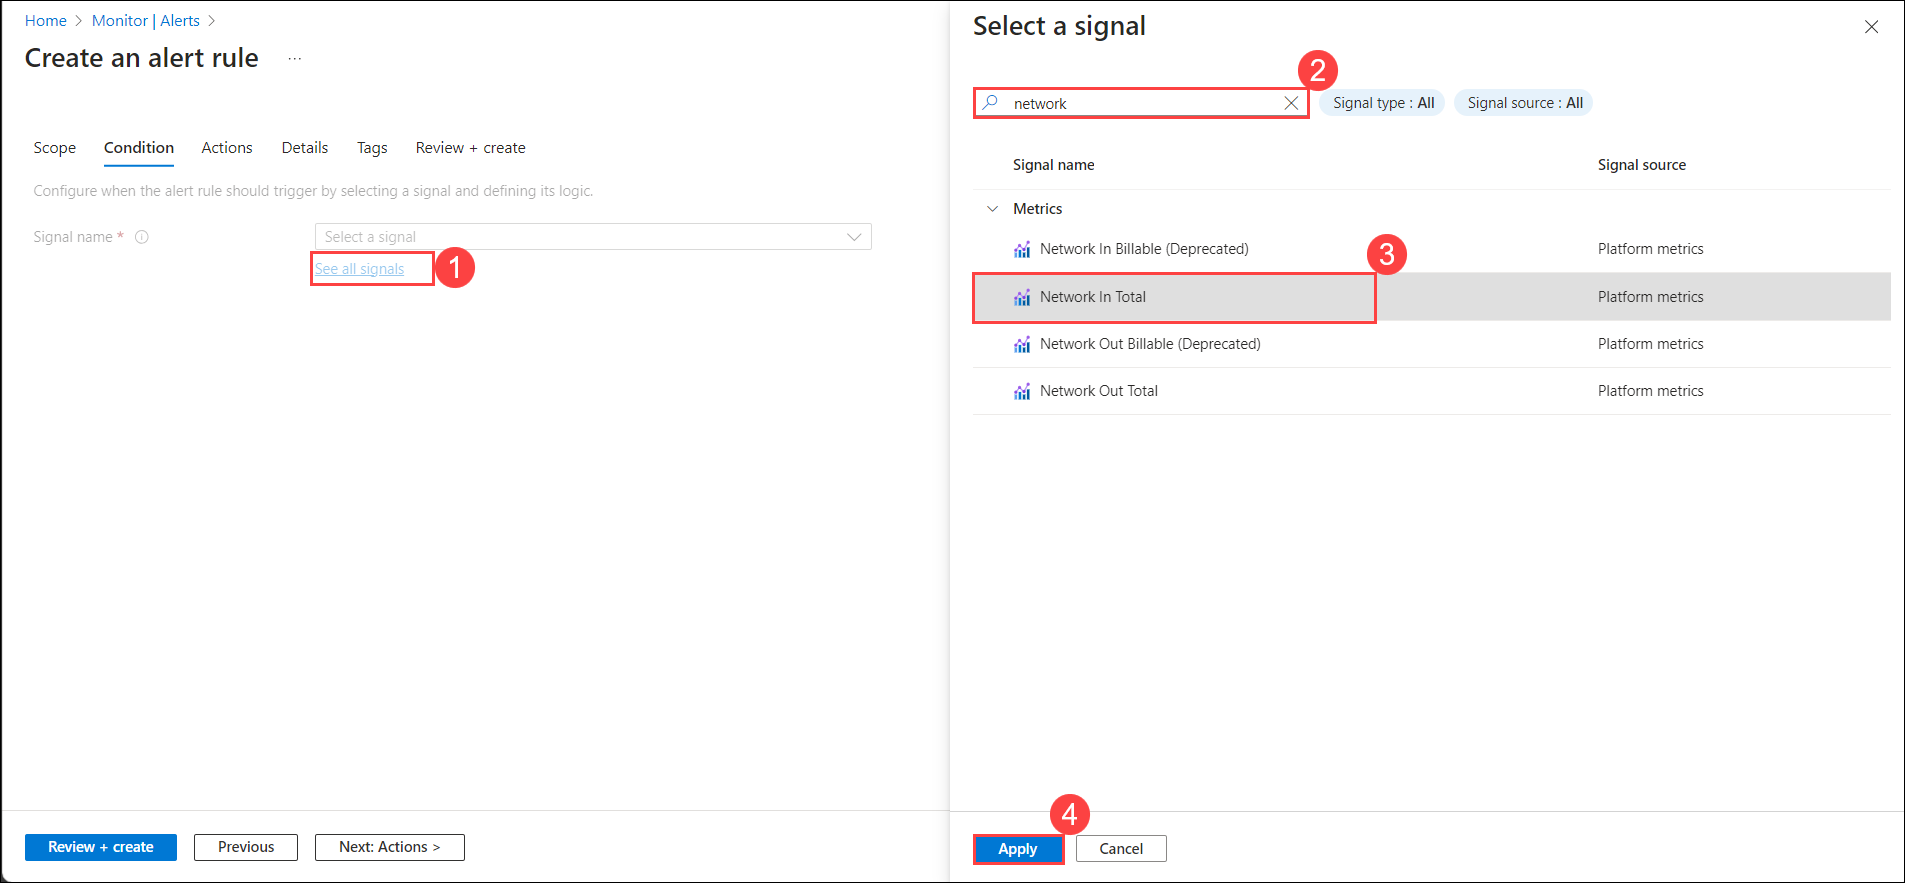 Home > Monitor | Alerts >
Create an alert rule ...
Scope Condition Actions Details Tags Review + create
Configure when the alert rule should trigger by selecting a signal and defining its logic.
Signal name * Select a signal
See all signals 1
Review + create Previous Next: Actions >
Select a signal
2
network Signal type : All Signal source : All
Signal name Signal source
Metrics
Network In Billable (Deprecated) Platform metrics
3
Network In Total Platform metrics
Network Out Billable (Deprecated) Platform metrics
Network Out Total Platform metrics
4
Apply Cancel